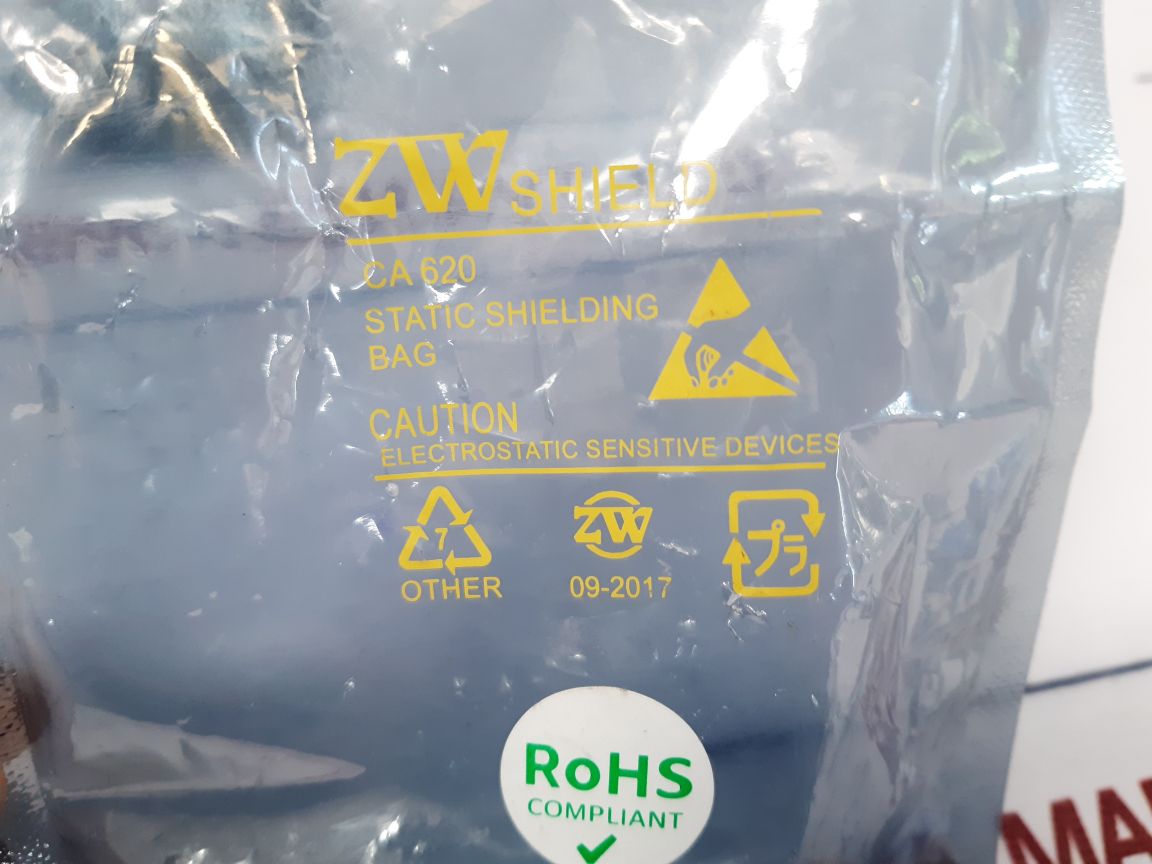 ZW SHIELD
CA 620
STATIC SHIELDING
BAG
CAUTION
ELECTROSTATIC SENSITIVE DEVICES
7
OTHER
ZW
09-2017
プラ
RoHS
COMPLIANT